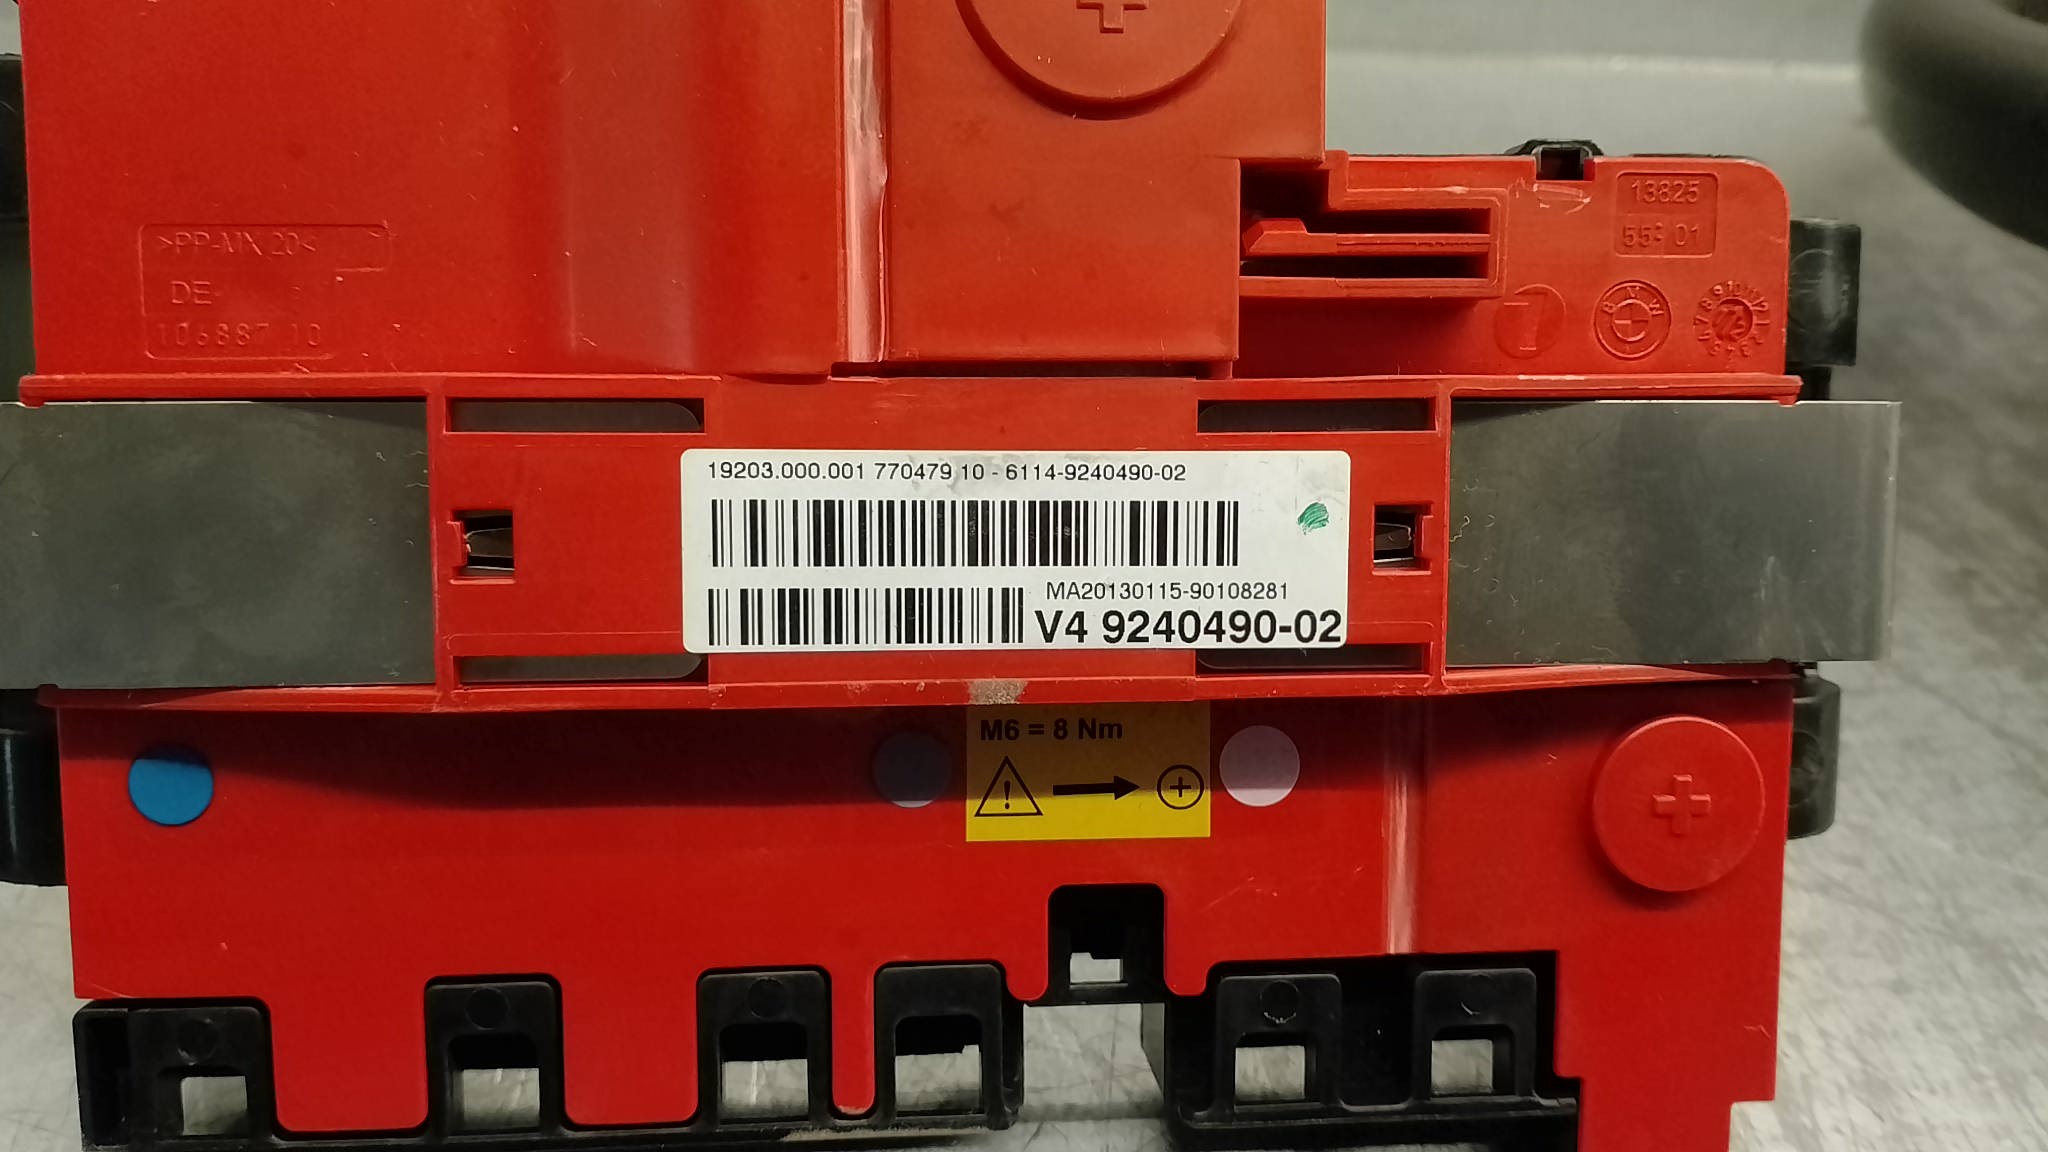 >PP-MX 20<
DE-
106887 10
13825
01
BMW
19203.000.001 770479 10 - 6114-9240490-02
MA20130115-90108281
V4 9240490-02
M6 = 8 Nm